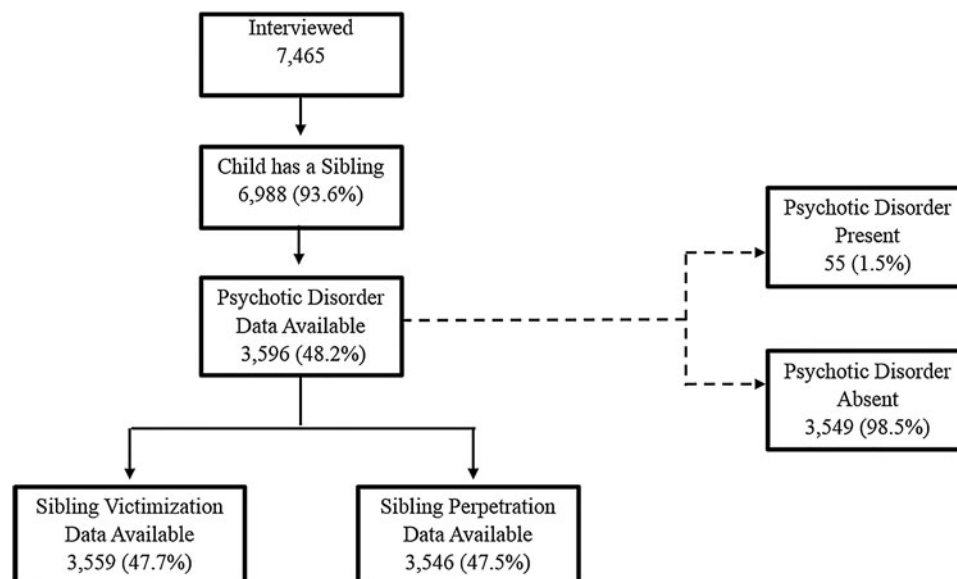 Interviewed
7,465
Child has a Sibling
6,988 (93.6%)
Psychotic Disorder
Data Available
3,596 (48.2%)
Psychotic Disorder
Present
55 (1.5%)
Psychotic Disorder
Absent
3,549 (98.5%)
Sibling Victimization
Data Available
3,559 (47.7%)
Sibling Perpetration
Data Available
3,546 (47.5%)